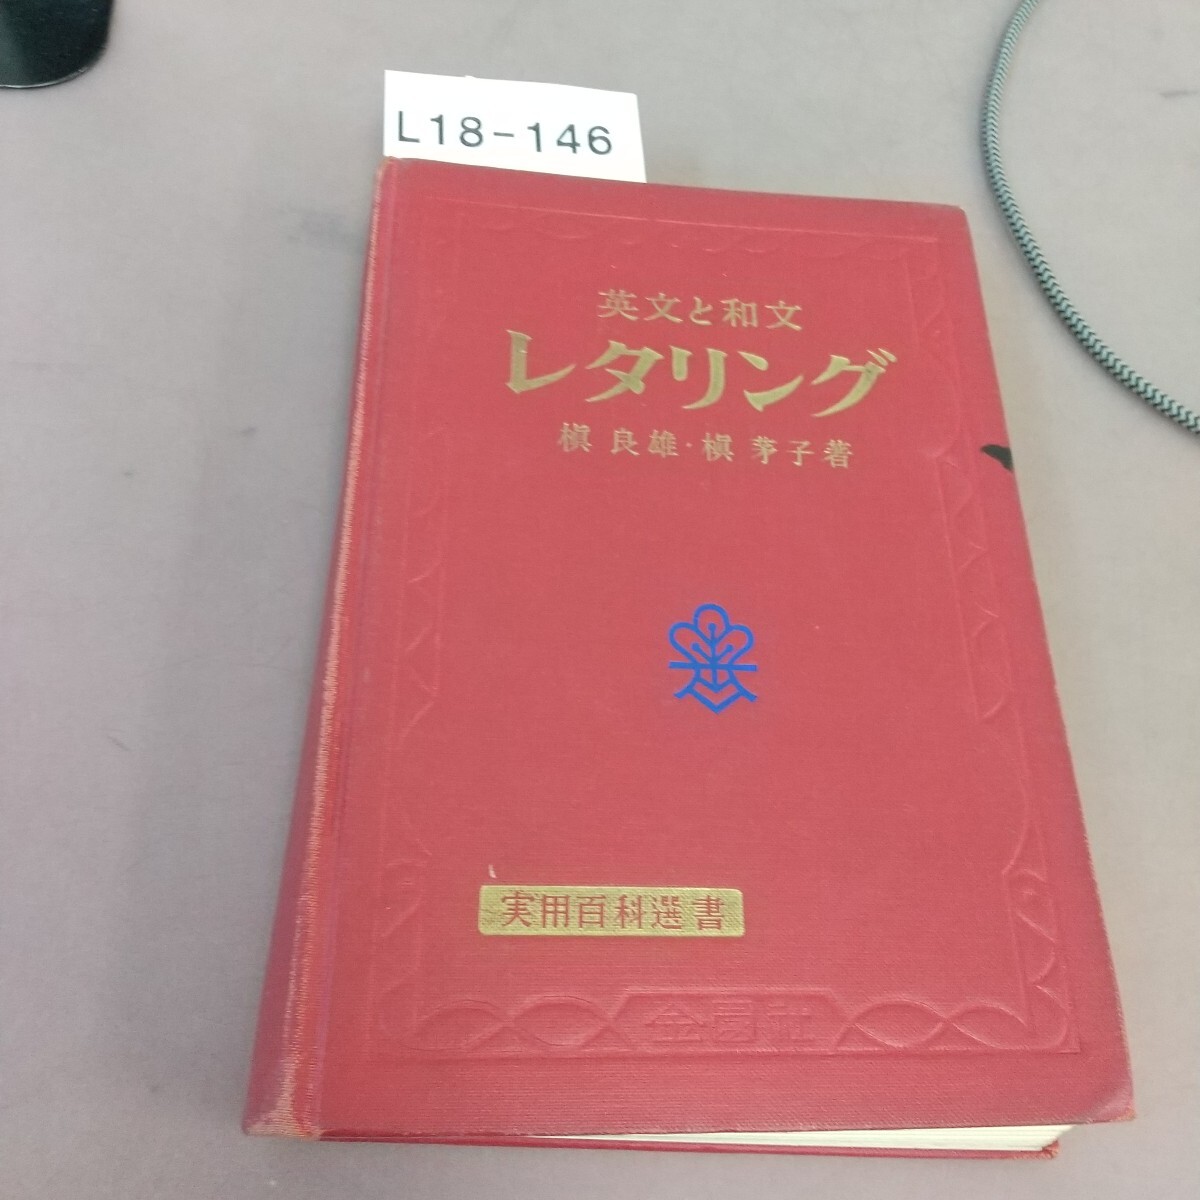 L18-146
英文と和文
レタリング
槇 良雄・槇 茅子著
実用百科選書
金園社